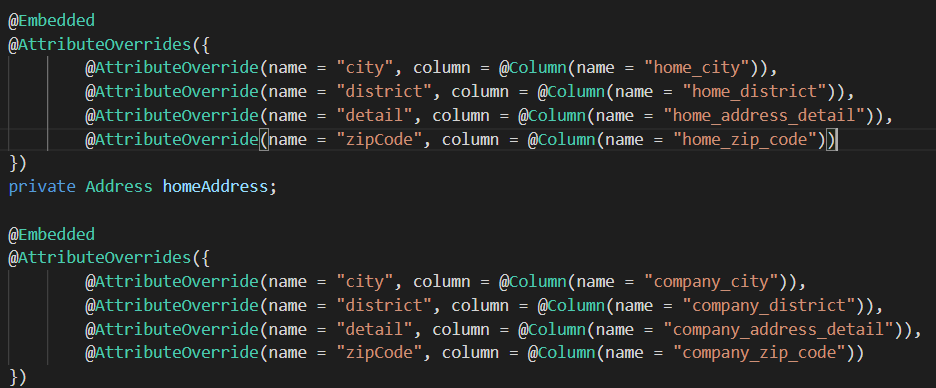 @Embedded
@AttributeOverrides({
@AttributeOverride(name = "city", column = @Column(name = "home_city")),
@AttributeOverride(name = "district", column = @Column(name = "home_district")),
@AttributeOverride(name = "detail", column = @Column(name = "home_address_detail")),
@AttributeOverride(name = "zipCode", column = @Column(name = "home_zip_code"))
})
private Address homeAddress;
@Embedded
@AttributeOverrides({
@AttributeOverride(name = "city", column = @Column(name = "company_city")),
@AttributeOverride(name = "district", column = @Column(name = "company_district")),
@AttributeOverride(name = "detail", column = @Column(name = "company_address_detail")),
@AttributeOverride(name = "zipCode", column = @Column(name = "company_zip_code"))
})